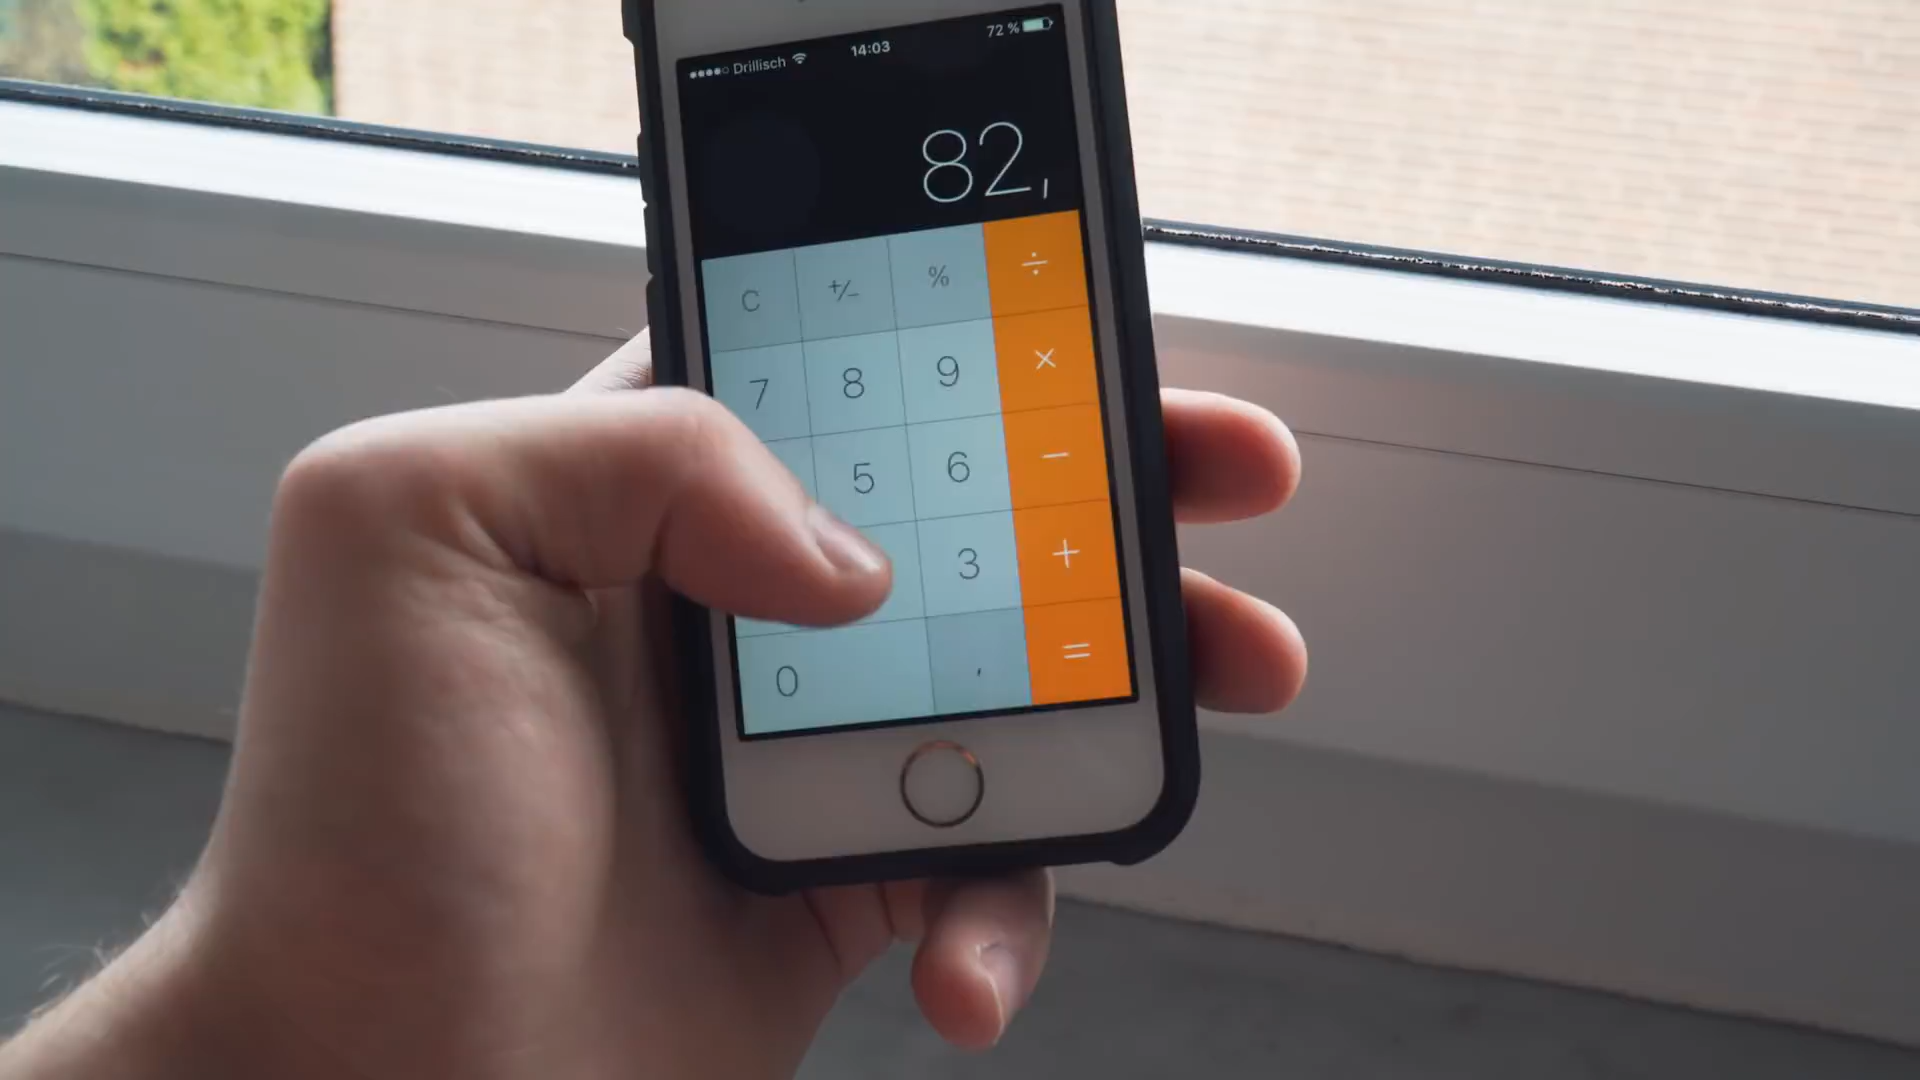 Drillisch 14:03 72 %
82,
C +/− % ÷
7 8 9 ×
5 6 −
3 +
0 , =